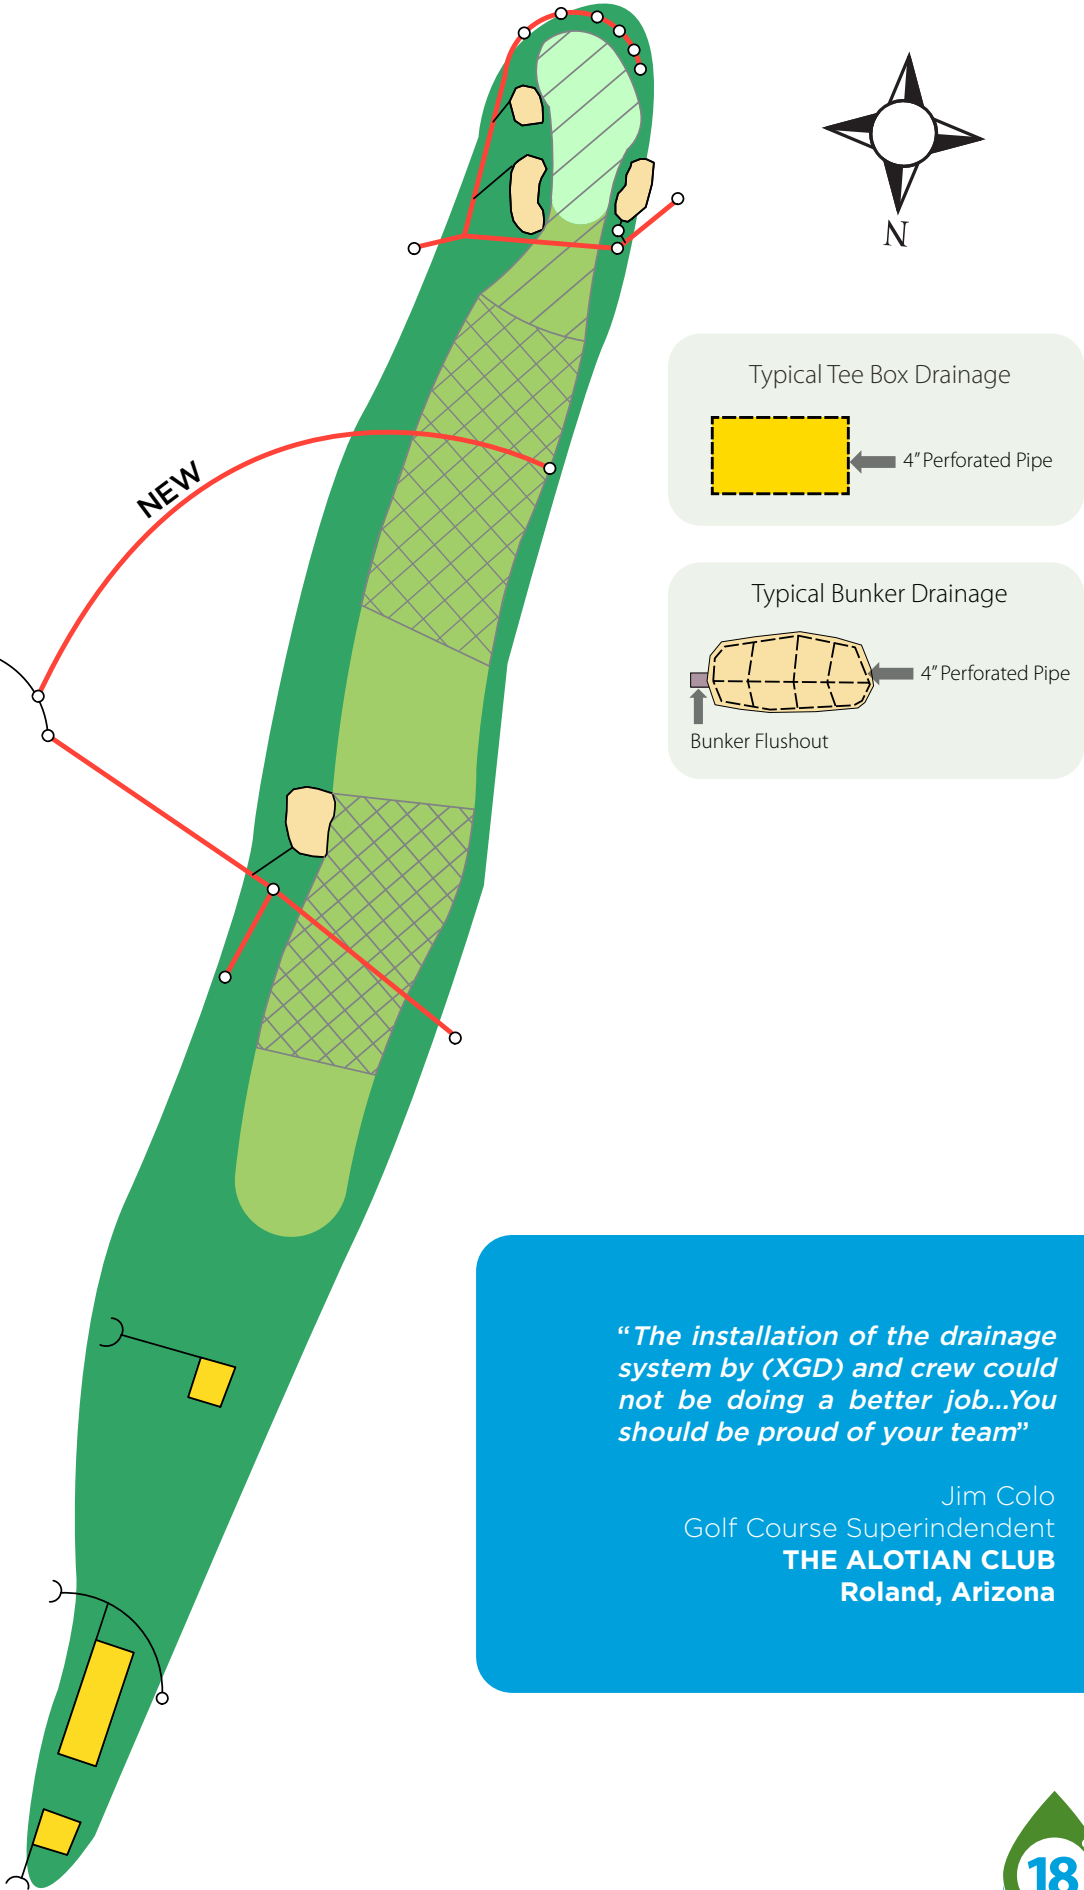 N
Typical Tee Box Drainage
4” Perforated Pipe
NEW
Typical Bunker Drainage
4” Perforated Pipe
Bunker Flushout
“The installation of the drainage
system by (XGD) and crew could
not be doing a better job...You
should be proud of your team”
Jim Colo
Golf Course Superindendent
THE ALOTIAN CLUB
Roland, Arizona
18